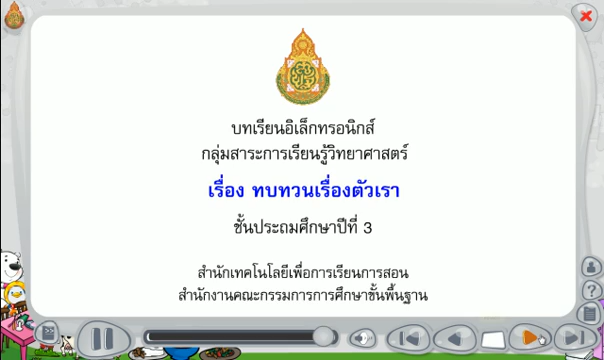 บทเรียนอิเล็กทรอนิกส์
กลุ่มสาระการเรียนรู้วิทยาศาสตร์
เรื่อง ทบทวนเรื่องตัวเรา
ชั้นประถมศึกษาปีที่ 3
สำนักเทคโนโลยีเพื่อการเรียนการสอน
สำนักงานคณะกรรมการการศึกษาขั้นพื้นฐาน